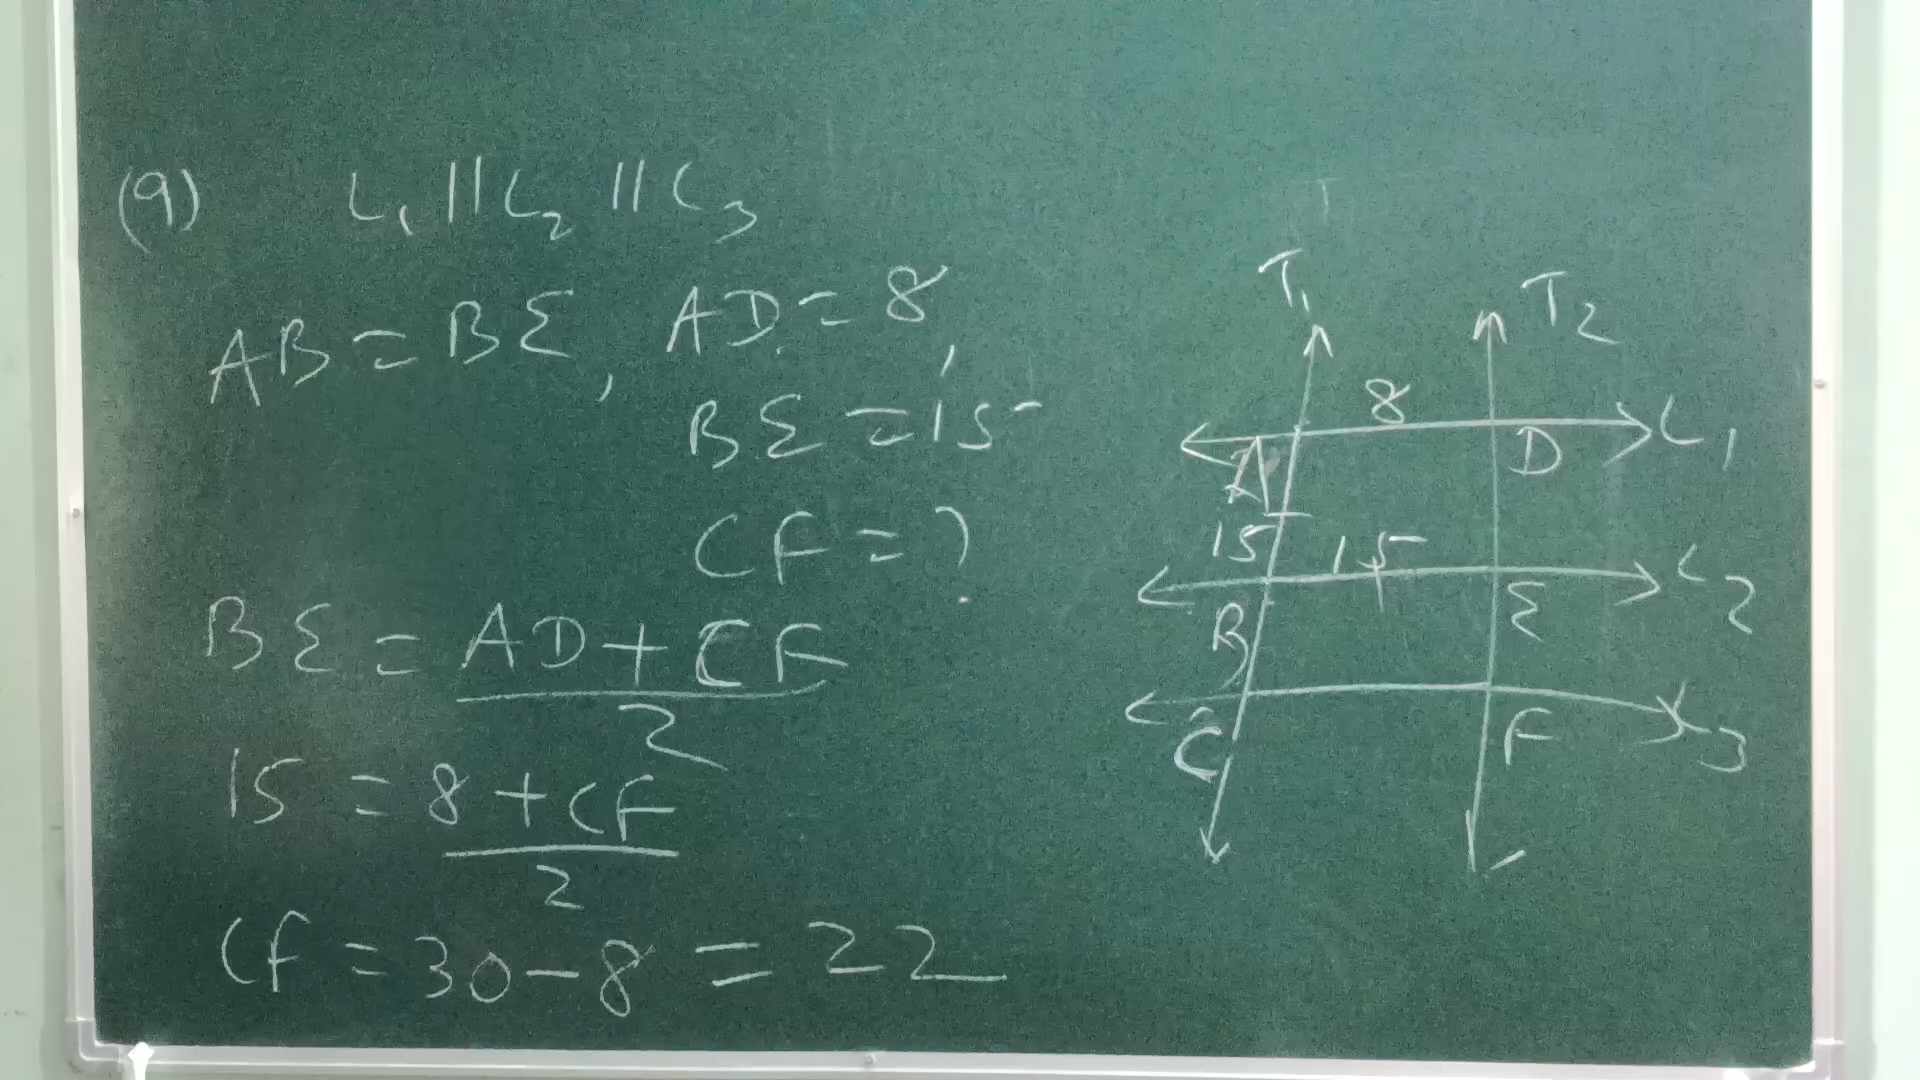 (9) L₁ || L₂ || L₃
AB = BE, AD = 8,
BE = 15
CF = ?
BE = AD + CF
2
15 = 8 + CF
2
CF = 30 - 8 = 22
T
T₁ T₂
8
A D L₁
15 15 L₂
B E
C F L₃